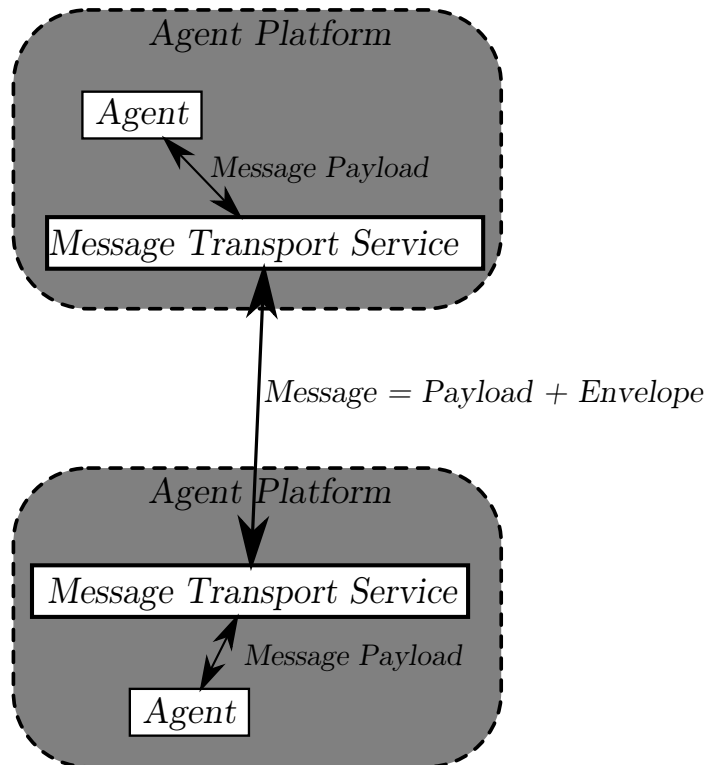 Agent Platform
Agent
Message Payload
Message Transport Service
Message = Payload + Envelope
Agent Platform
Message Transport Service
Message Payload
Agent